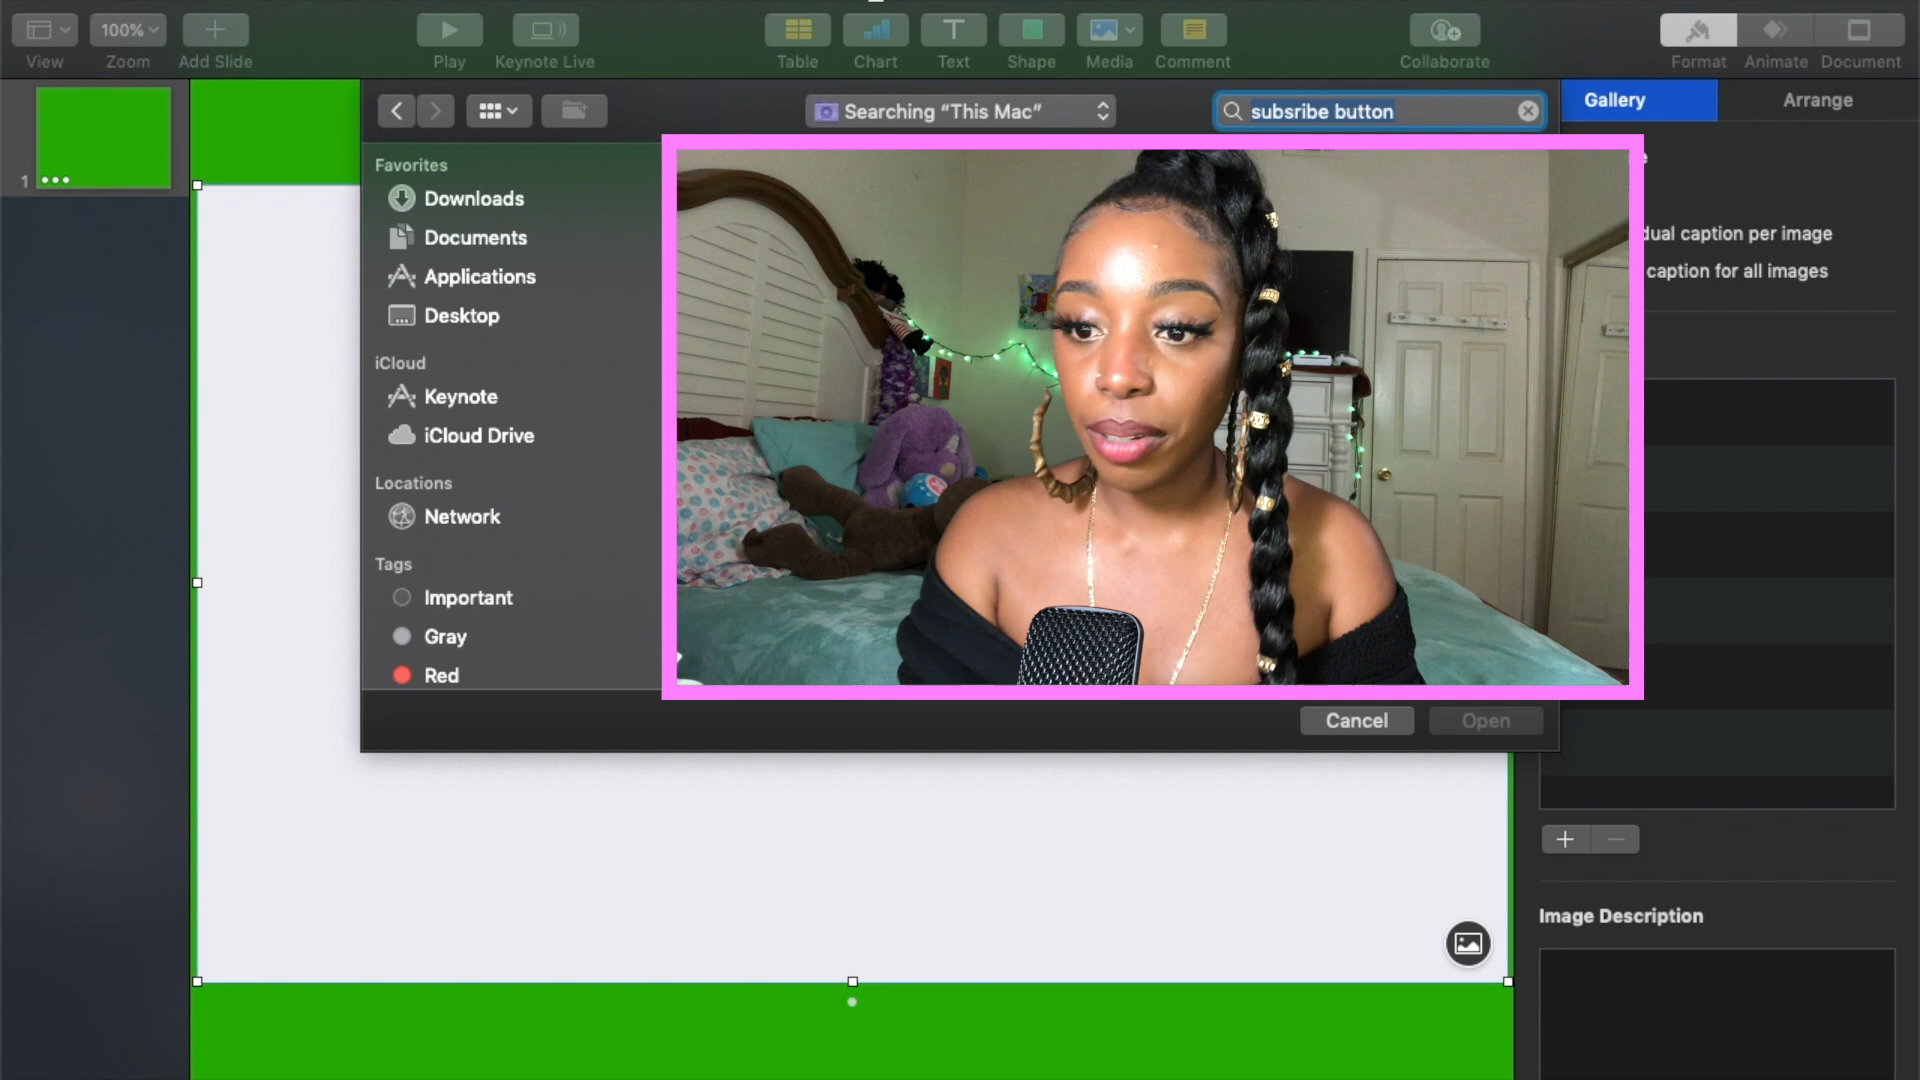 100%
View
Zoom
Add Slide
Play
Keynote Live
Table
Chart
Text
Shape
Media
Comment
Collaborate
Format
Animate
Document
1
Searching “This Mac”
subsribe button
Gallery
Arrange
Favorites
Downloads
Documents
Applications
Desktop
iCloud
Keynote
iCloud Drive
Locations
Network
Tags
Important
Gray
Red
caption per image
caption for all images
Cancel
Open
Image Description